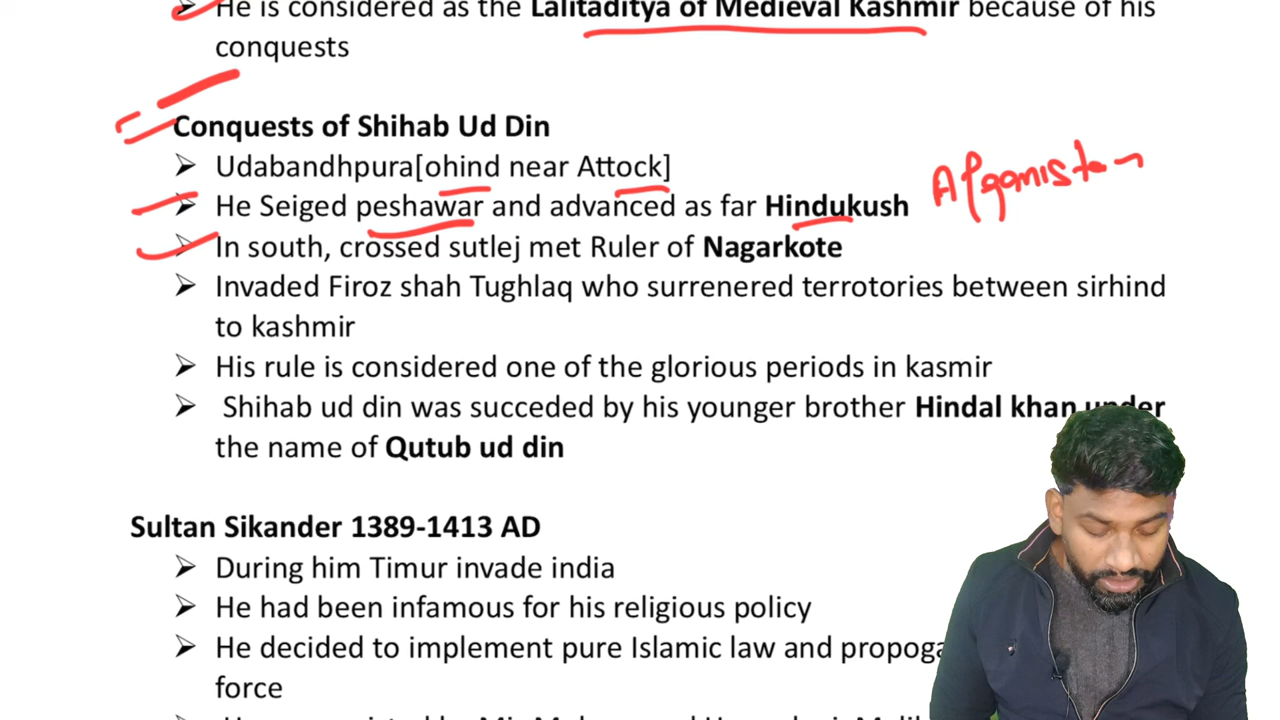 He is considered as the Lalitaditya of Medieval Kashmir because of his
conquests
Conquests of Shihab Ud Din
➢ Udabandhpura[ohind near Attock]
➢ He Seiged peshawar and advanced as far Hindukush
Afganistan
➢ In south, crossed sutlej met Ruler of Nagarkote
➢ Invaded Firoz shah Tughlaq who surrenered terrotories between sirhind
to kashmir
➢ His rule is considered one of the glorious periods in kasmir
➢ Shihab ud din was succeded by his younger brother Hindal khan under
the name of Qutub ud din
Sultan Sikander 1389-1413 AD
➢ During him Timur invade india
➢ He had been infamous for his religious policy
➢ He decided to implement pure Islamic law and
force